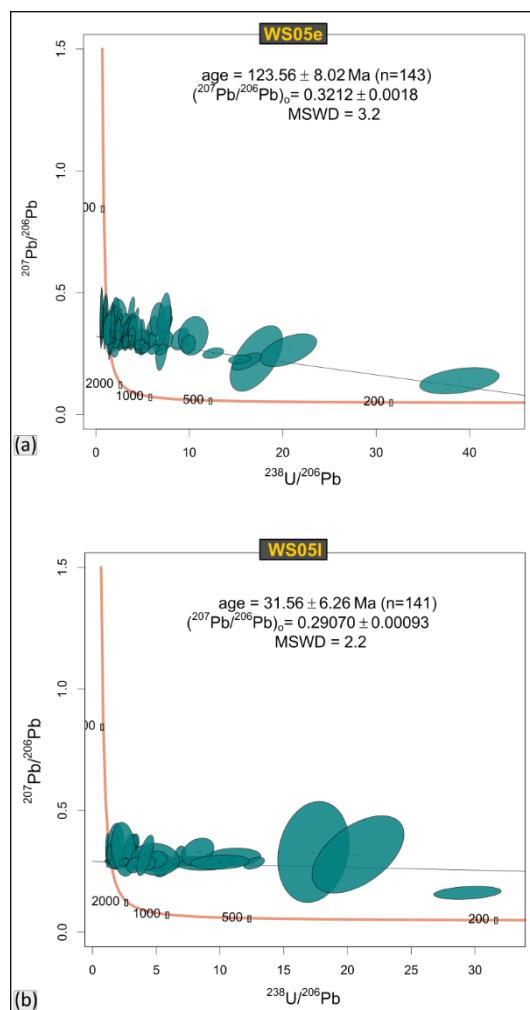 WS05e
age = 123.56 ± 8.02 Ma (n=143)
(²⁰⁷Pb/²⁰⁶Pb)ₒ= 0.3212 ± 0.0018
MSWD = 3.2
²⁰⁷Pb/²⁰⁶Pb
1.5
1.0
0.5
0.0
00
2000
1000
500
200
0
10
20
30
40
²³⁸U/²⁰⁶Pb
(a)
WS05l
age = 31.56 ± 6.26 Ma (n=141)
(²⁰⁷Pb/²⁰⁶Pb)ₒ= 0.29070 ± 0.00093
MSWD = 2.2
²⁰⁷Pb/²⁰⁶Pb
1.5
1.0
0.5
0.0
00
2000
1000
500
200
0
5
10
15
20
25
30
²³⁸U/²⁰⁶Pb
(b)